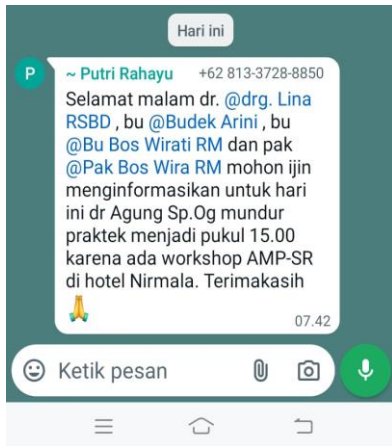 Hari ini
P
~ Putri Rahayu +62 813-3728-8850
Selamat malam dr. @drg. Lina
RSBD , bu @Budek Arini , bu
@Bu Bos Wirati RM dan pak
@Pak Bos Wira RM mohon ijin
menginformasikan untuk hari
ini dr Agung Sp.Og mundur
praktek menjadi pukul 15.00
karena ada workshop AMP-SR
di hotel Nirmala. Terimakasih
🙏
07.42
Ketik pesan